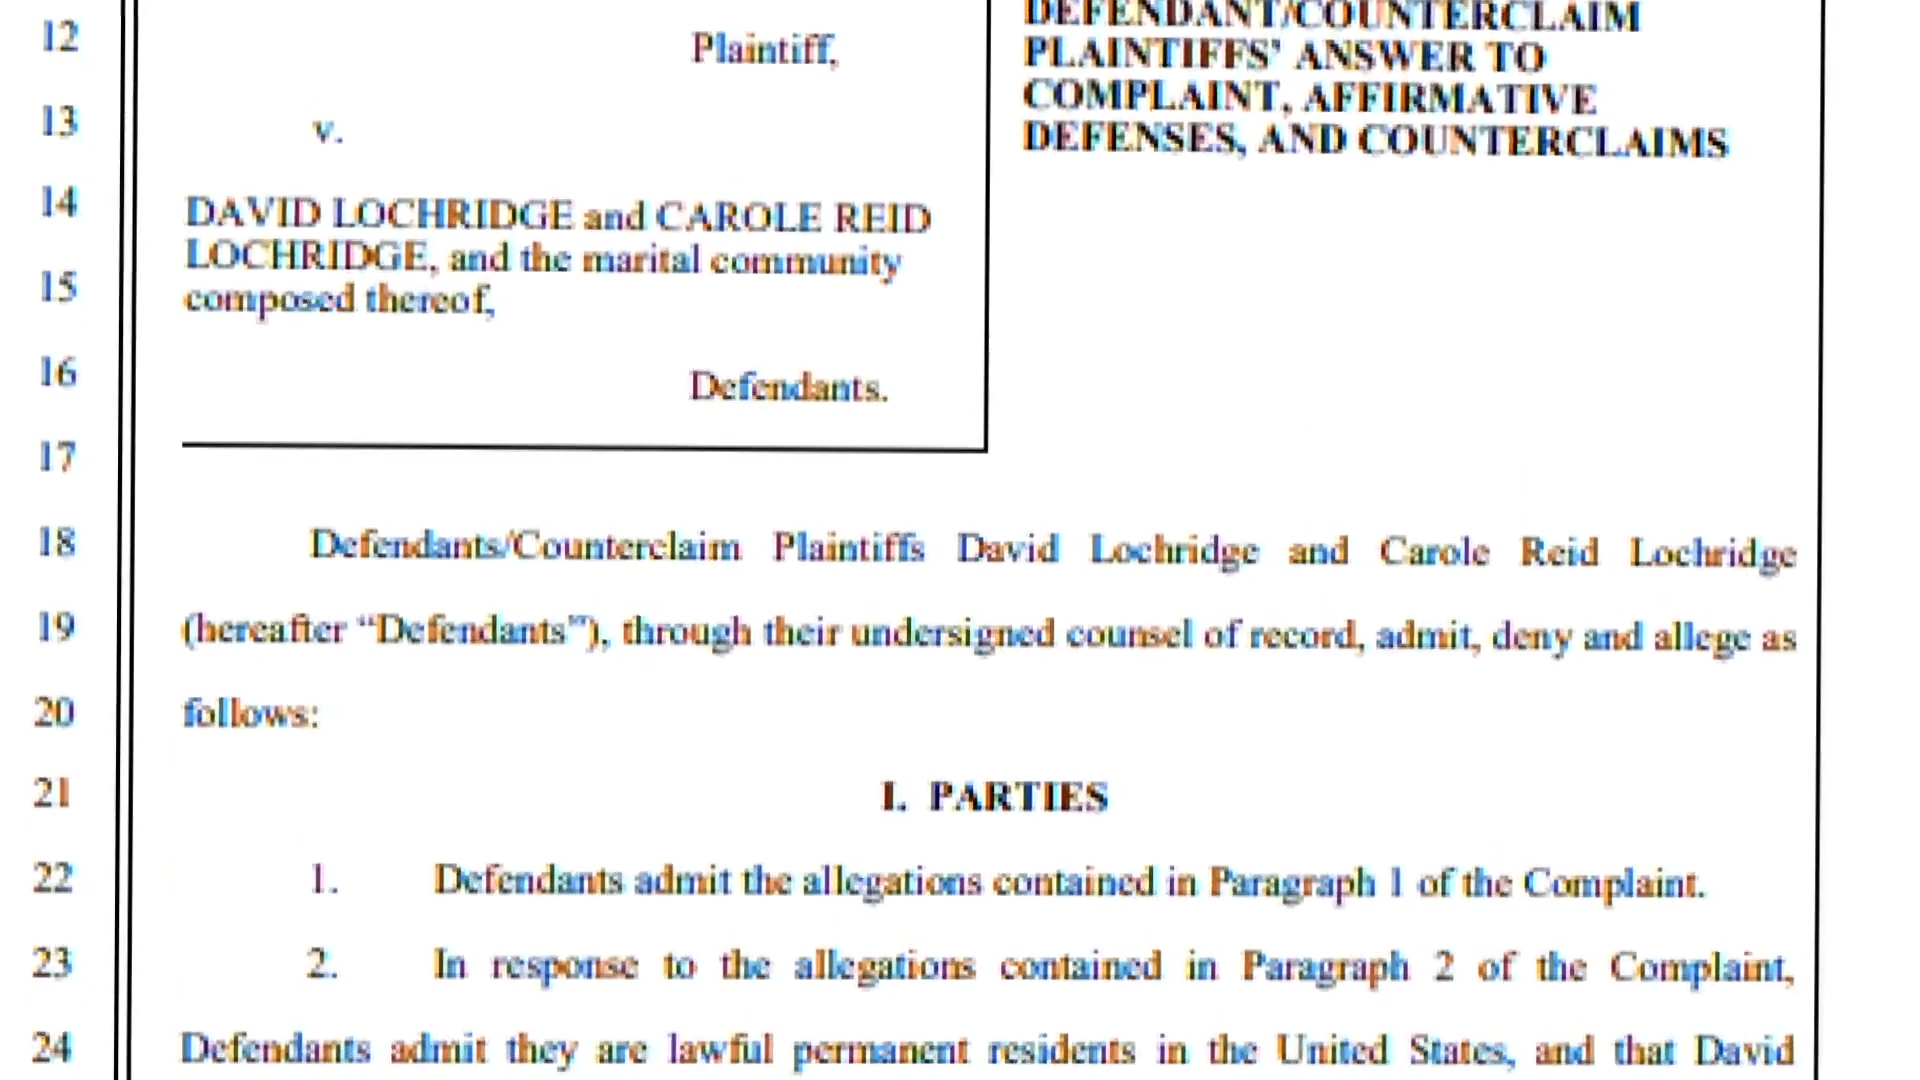 12
Plaintiff,
DEFENDANT/COUNTERCLAIM
PLAINTIFFS' ANSWER TO
COMPLAINT, AFFIRMATIVE
DEFENSES, AND COUNTERCLAIMS
13
v.
14
DAVID LOCHRIDGE and CAROLE REID
LOCHRIDGE, and the marital community
15
composed thereof,
16
Defendants.
17
18 Defendants/Counterclaim Plaintiffs David Lochridge and Carole Reid Lochridge
19 (hereafter “Defendants”), through their undersigned counsel of record, admit, deny and allege as
20 follows:
21 I. PARTIES
22 1. Defendants admit the allegations contained in Paragraph 1 of the Complaint.
23 2. In response to the allegations contained in Paragraph 2 of the Complaint,
24 Defendants admit they are lawful permanent residents in the United States, and that David